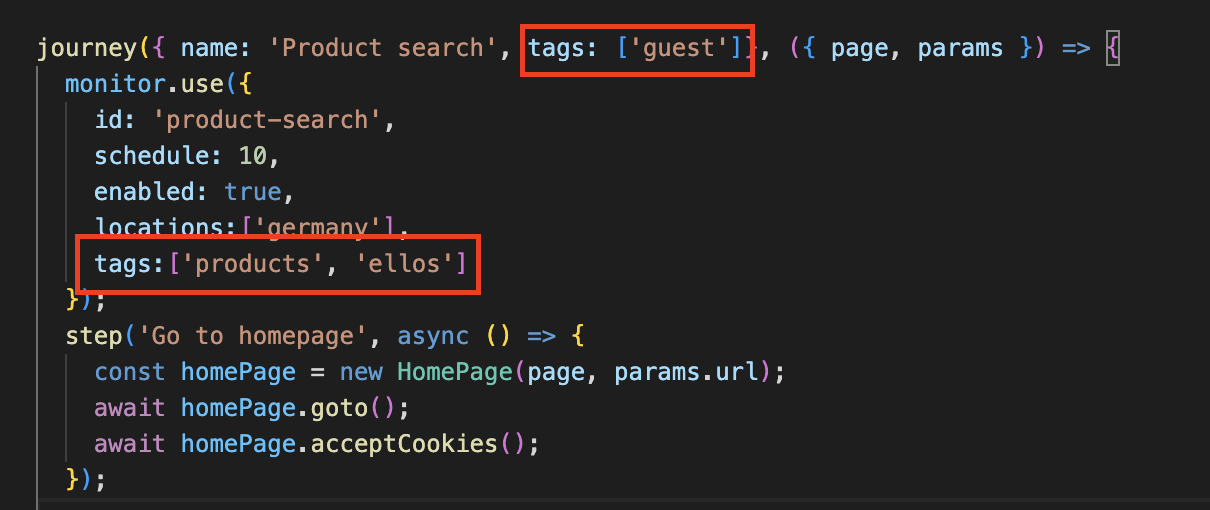 journey({ name: 'Product search', tags: ['guest']}, ({ page, params }) => {
monitor.use({
id: 'product-search',
schedule: 10,
enabled: true,
locations:['germany'],
tags:['products', 'ellos']
});
step('Go to homepage', async () => {
const homePage = new HomePage(page, params.url);
await homePage.goto();
await homePage.acceptCookies();
});